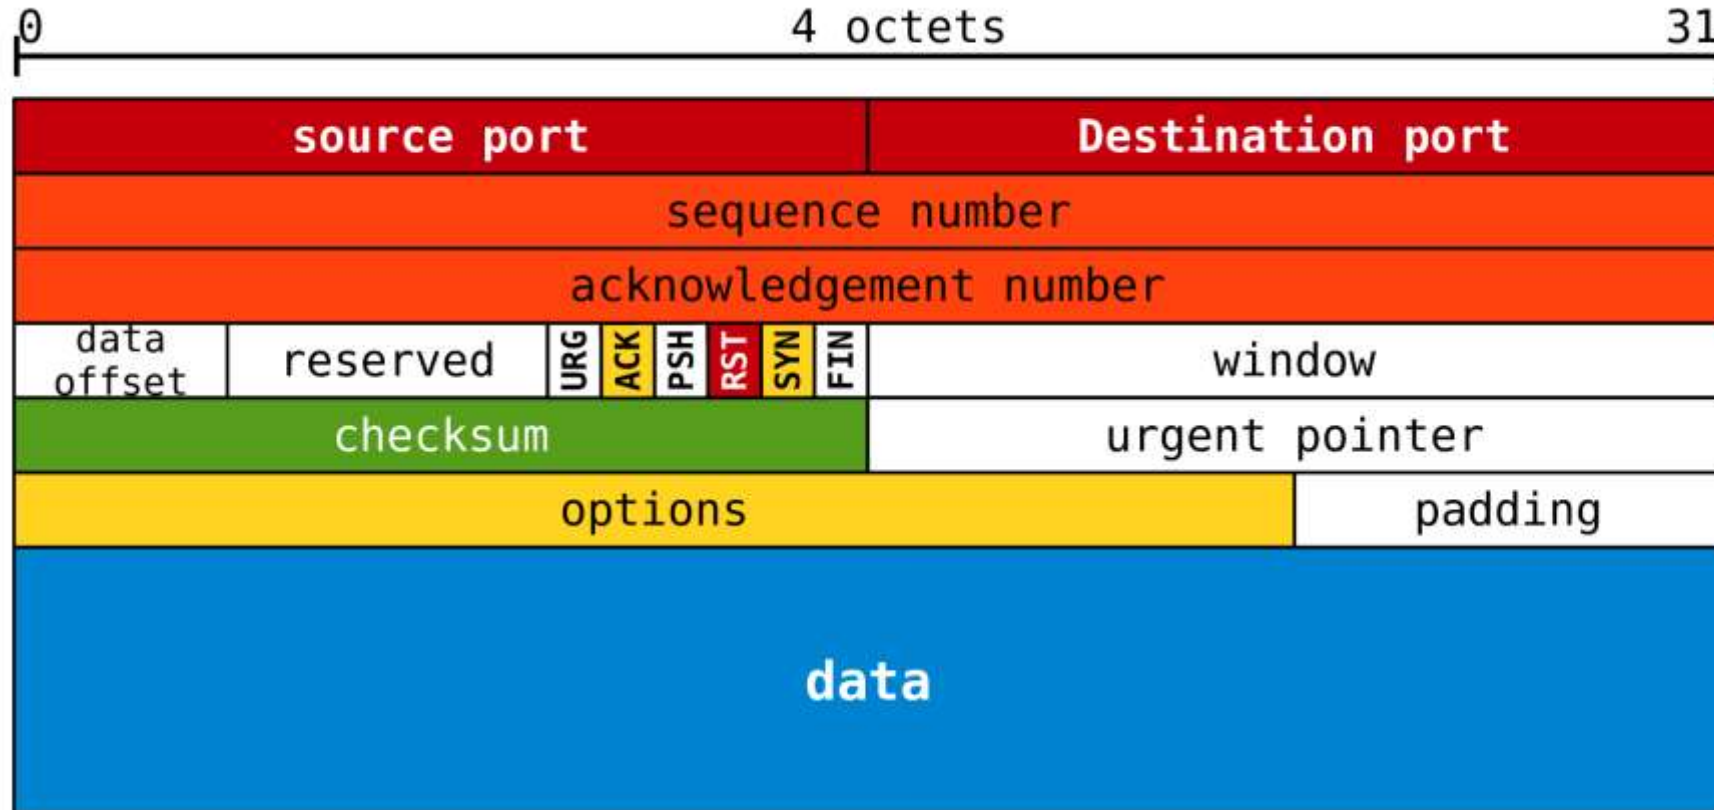 0 4 octets 31
source port Destination port
sequence number
acknowledgement number
data offset reserved URG ACK PSH RST SYN FIN window
checksum urgent pointer
options padding
data